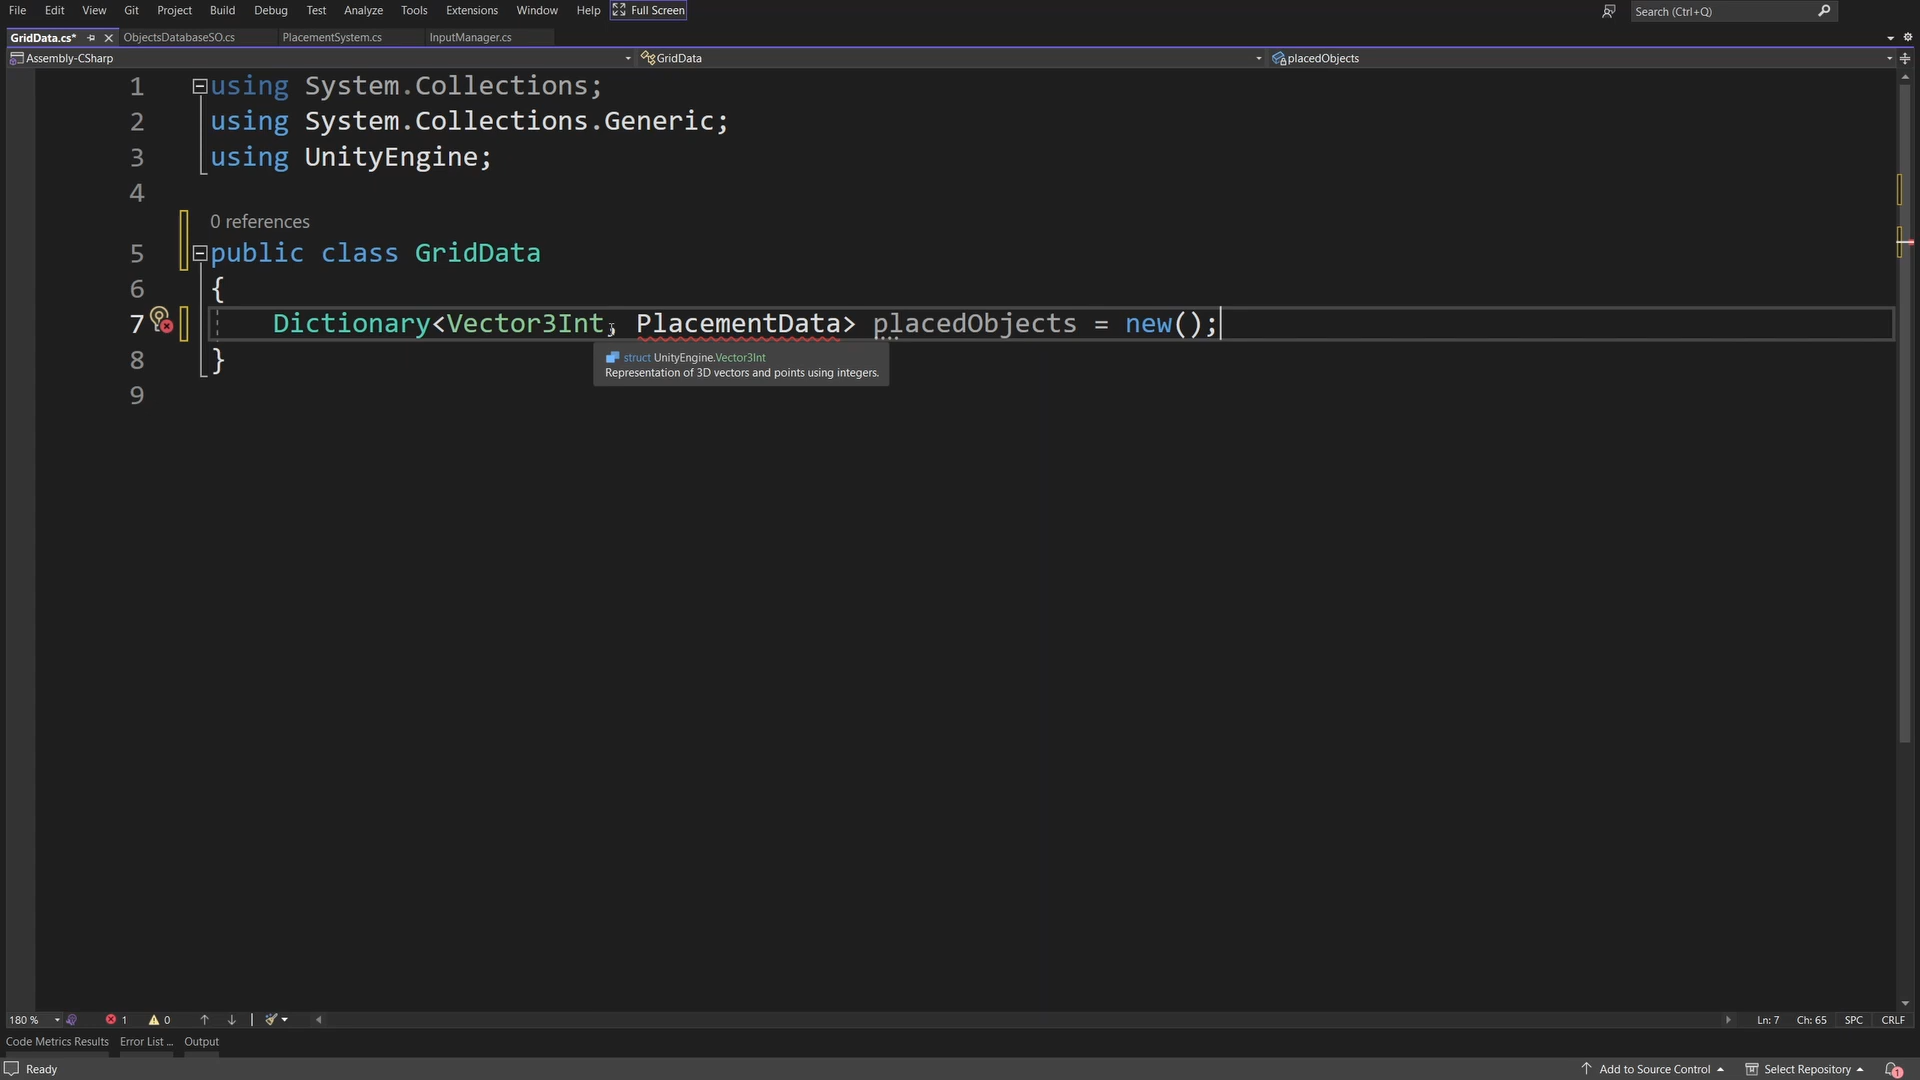 File Edit View Git Project Build Debug Test Analyze Tools Extensions Window Help Full Screen Search (Ctrl+Q)
GridData.cs* ObjectsDatabaseSO.cs PlacementSystem.cs InputManager.cs
Assembly-CSharp GridData placedObjects
1 using System.Collections;
2 using System.Collections.Generic;
3 using UnityEngine;
4
0 references
5 public class GridData
6 {
7 Dictionary<Vector3Int, PlacementData> placedObjects = new();
struct UnityEngine.Vector3Int
Representation of 3D vectors and points using integers.
8 }
9
180 % 1 0 Ln: 7 Ch: 65 SPC CRLF
Code Metrics Results Error List ... Output
Ready Add to Source Control Select Repository 1